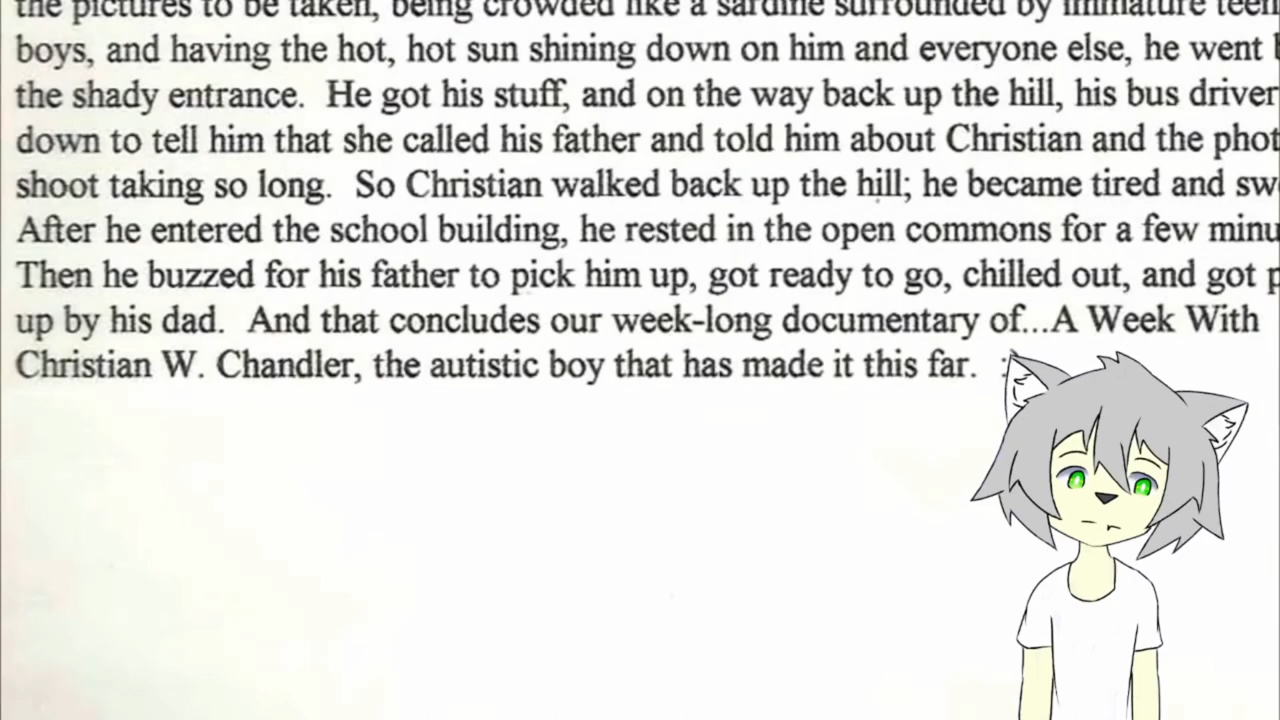 the pictures to be taken, being crowded like a sardine surrounded by immature teen
boys, and having the hot, hot sun shining down on him and everyone else, he went
the shady entrance.  He got his stuff, and on the way back up the hill, his bus driver
down to tell him that she called his father and told him about Christian and the phot
shoot taking so long.  So Christian walked back up the hill; he became tired and sw
After he entered the school building, he rested in the open commons for a few minu
Then he buzzed for his father to pick him up, got ready to go, chilled out, and got p
up by his dad.  And that concludes our week-long documentary of...A Week With
Christian W. Chandler, the autistic boy that has made it this far.